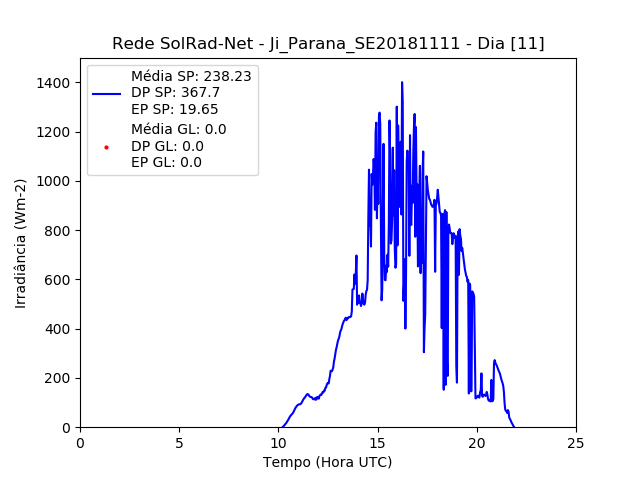 Rede SolRad-Net - Ji_Parana_SE20181111 - Dia [11]
Média SP: 238.23
DP SP: 367.7
EP SP: 19.65
Média GL: 0.0
DP GL: 0.0
EP GL: 0.0
Irradiância (Wm-2)
1400
1200
1000
800
600
400
200
0
0 5 10 15 20 25
Tempo (Hora UTC)